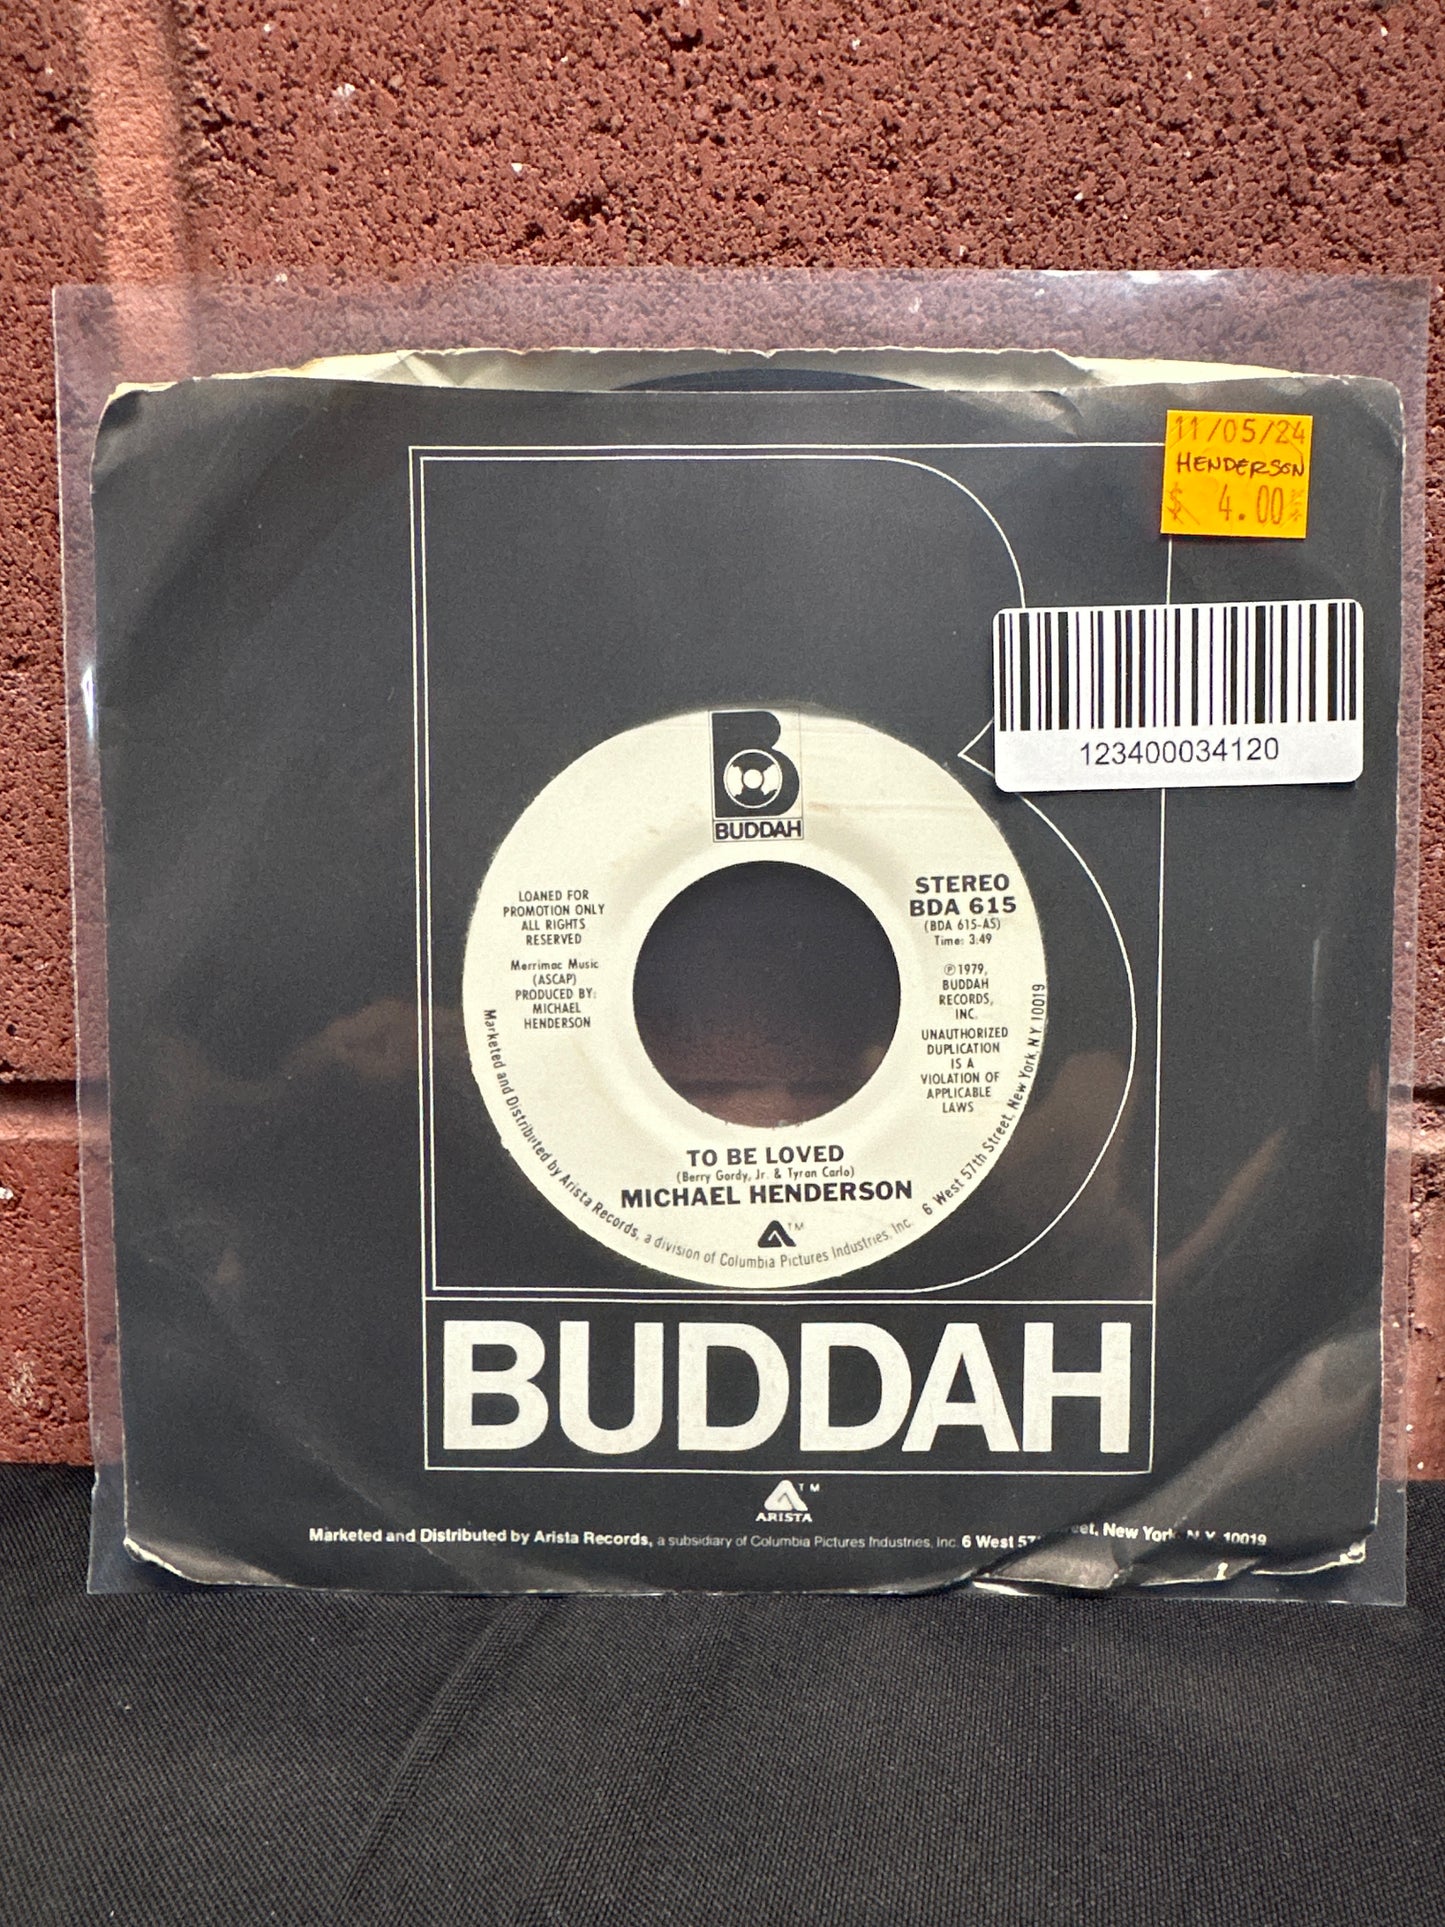 11/05/24
HENDERSON
$ 4.00
123400034120
BUDDAH
LOANED FOR
PROMOTION ONLY
ALL RIGHTS
RESERVED
Merrimac Music
(ASCAP)
PRODUCED BY:
MICHAEL
HENDERSON
STEREO
BDA 615
(BDA 615-AS)
Time: 3:49
℗ 1979,
BUDDAH
RECORDS,
INC.
UNAUTHORIZED
DUPLICATION
IS A
VIOLATION OF
APPLICABLE
LAWS
TO BE LOVED
(Berry Gordy, Jr. & Tyran Carlo)
MICHAEL HENDERSON
TM
Marketed and Distributed by Arista Records, a division of Columbia Pictures Industries, Inc. 6 West 57th Street, New York, N.Y. 10019
BUDDAH
TM
ARISTA
Marketed and Distributed by Arista Records, a subsidiary of Columbia Pictures Industries, Inc. 6 West 57 New York, N.Y. 10019